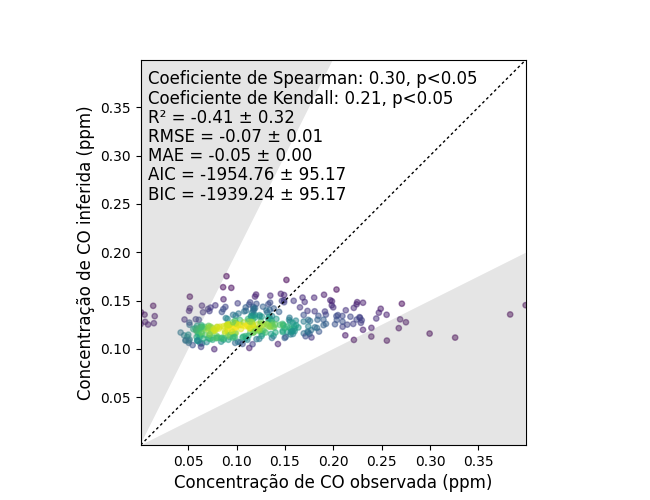 Coeficiente de Spearman: 0.30, p<0.05
Coeficiente de Kendall: 0.21, p<0.05
R² = -0.41 ± 0.32
RMSE = -0.07 ± 0.01
MAE = -0.05 ± 0.00
AIC = -1954.76 ± 95.17
BIC = -1939.24 ± 95.17
Concentração de CO inferida (ppm)
0.35
0.30
0.25
0.20
0.15
0.10
0.05
0.05 0.10 0.15 0.20 0.25 0.30 0.35
Concentração de CO observada (ppm)